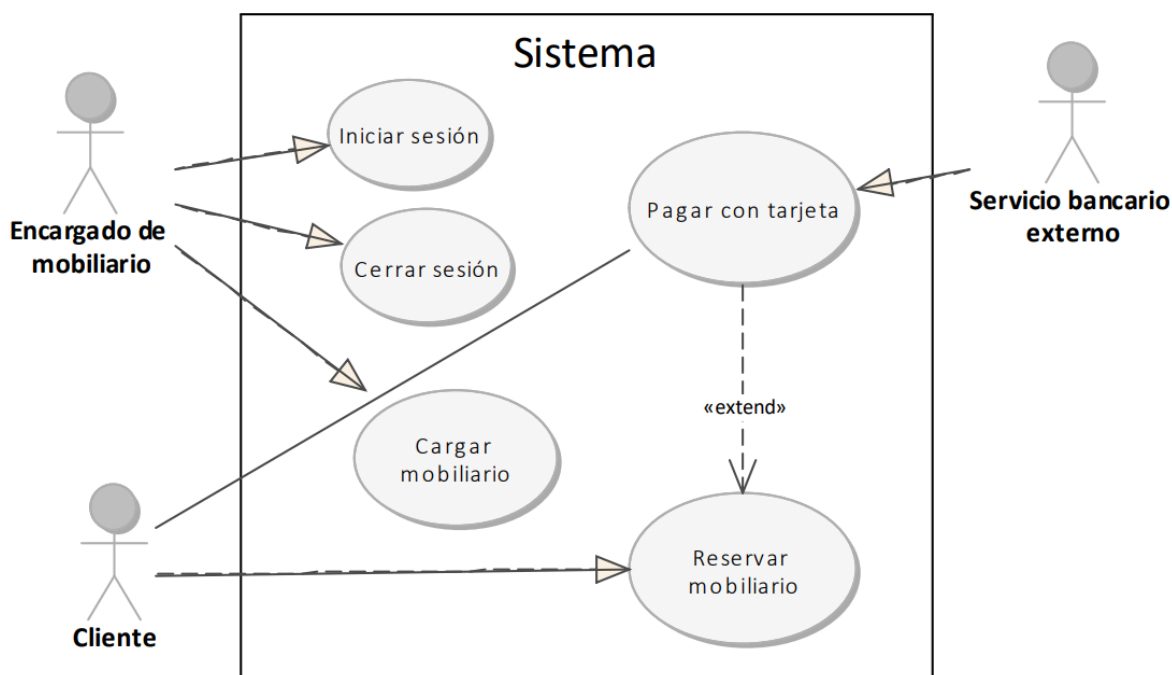 Sistema
Iniciar sesión
Pagar con tarjeta
Servicio bancario
externo
Encargado de
mobiliario
Cerrar sesión
«extend»
Cargar
mobiliario
Reservar
mobiliario
Cliente